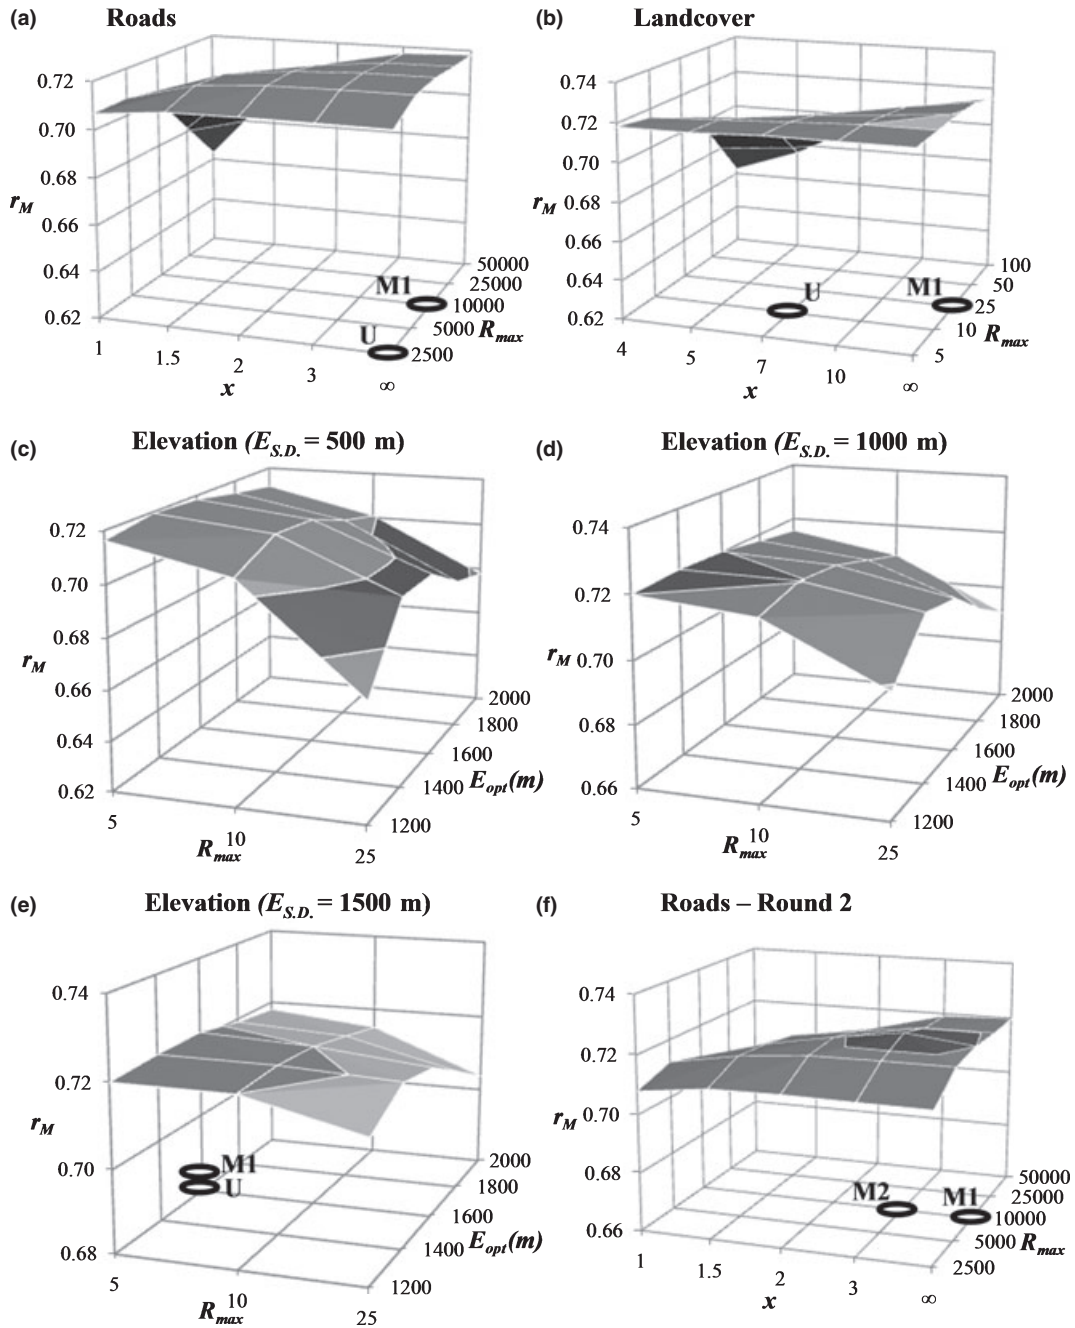 (a) Roads
0.72
0.70
0.68
r_M
0.66
0.64
0.62
1
1.5
2
3
∞
x
50000
25000
10000
5000 R_max
2500
M1
U
(b) Landcover
0.74
0.72
0.70
r_M 0.68
0.66
0.64
0.62
4
5
7
10
∞
x
100
50
25
10
R_max
5
U
M1
(c) Elevation (E_S.D. = 500 m)
0.72
0.70
0.68
r_M
0.66
0.64
0.62
5
10
25
R_max
2000
1800
1600
1400 E_opt(m)
1200
(d) Elevation (E_S.D. = 1000 m)
0.74
0.72
r_M 0.70
0.68
0.66
5
10
25
R_max
2000
1800
1600
1400 E_opt(m)
1200
(e) Elevation (E_S.D. = 1500 m)
0.74
0.72
r_M
0.70
0.68
M1
U
5
10
25
R_max
2000
1800
1600
1400 E_opt(m)
1200
(f) Roads – Round 2
0.74
0.72
r_M 0.70
0.68
0.66
1
1.5
2
3
∞
x
M2
M1
50000
25000
10000
5000 R_max
2500